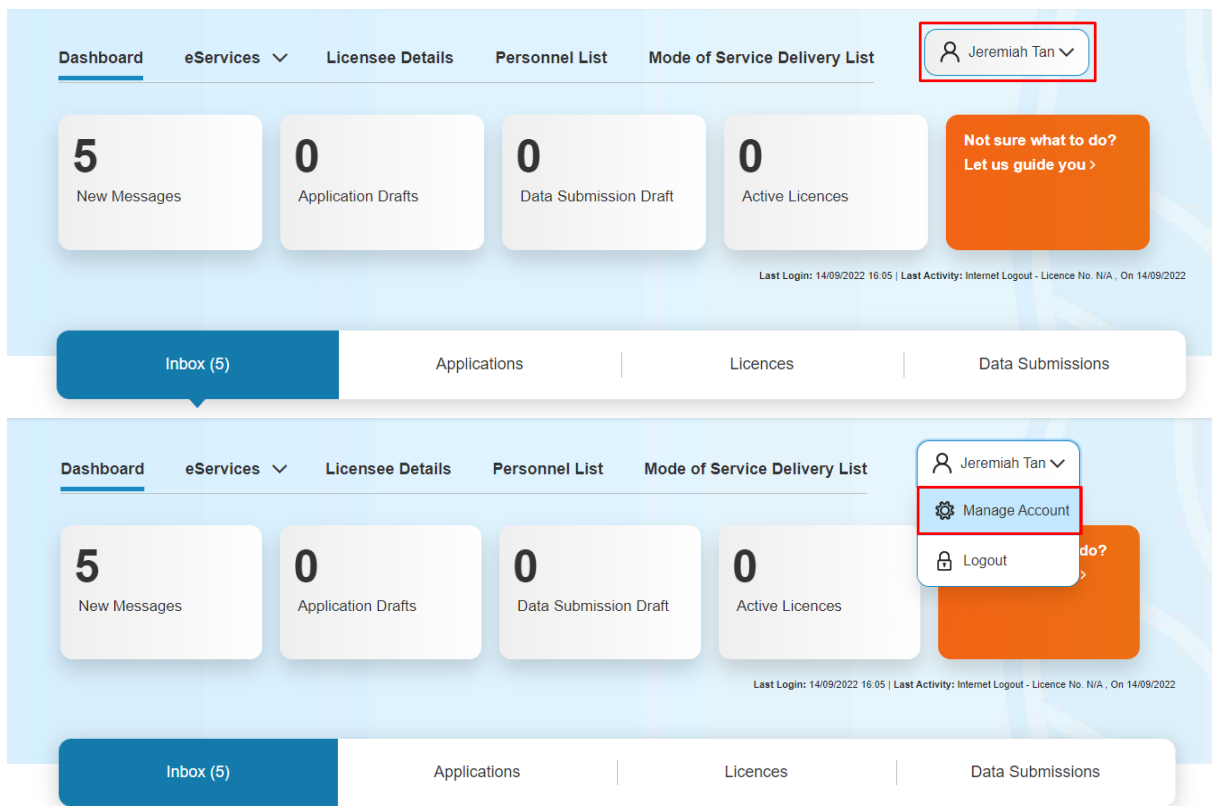 Dashboard eServices Licensee Details Personnel List Mode of Service Delivery List Jeremiah Tan
5 0 0 0
New Messages Application Drafts Data Submission Draft Active Licences
Not sure what to do?
Let us guide you >
Last Login: 14/09/2022 16:05 | Last Activity: Internet Logout - Licence No. N/A , On 14/09/2022
Inbox (5) Applications Licences Data Submissions
Dashboard eServices Licensee Details Personnel List Mode of Service Delivery List Jeremiah Tan
Manage Account
Logout
5 0 0 0
New Messages Application Drafts Data Submission Draft Active Licences
do?
>
Last Login: 14/09/2022 16:05 | Last Activity: Internet Logout - Licence No. N/A , On 14/09/2022
Inbox (5) Applications Licences Data Submissions